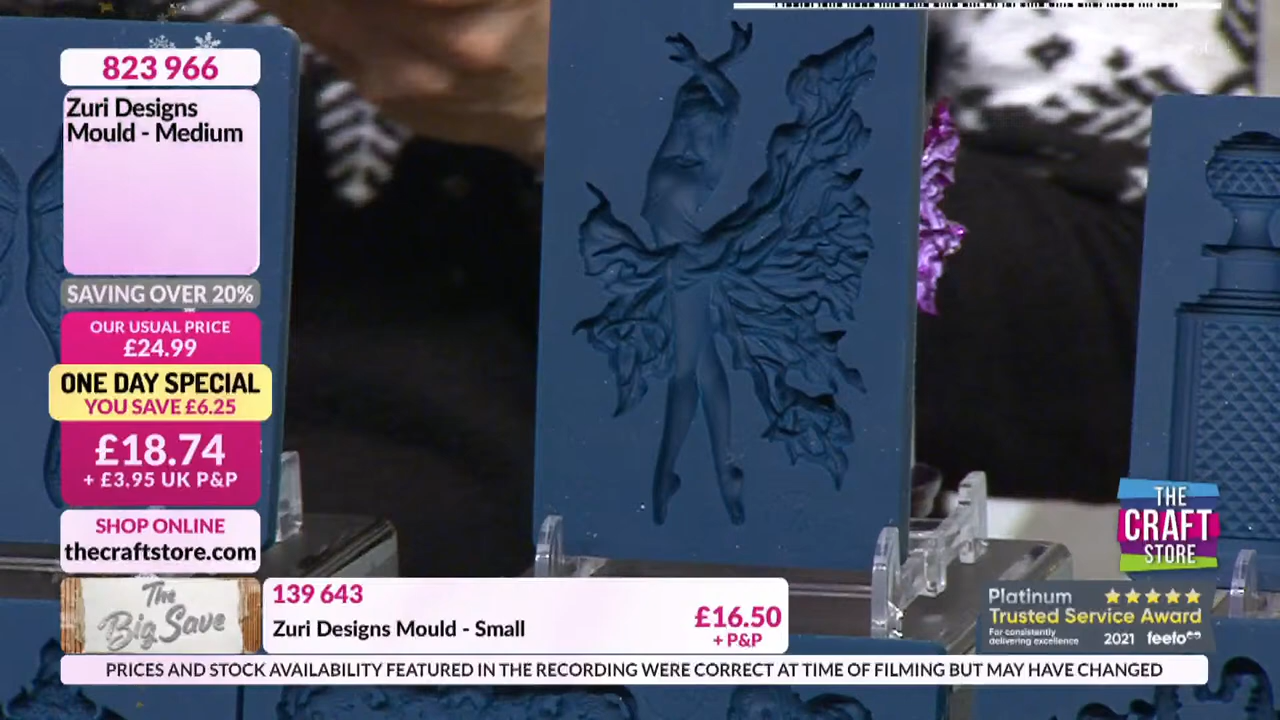 823 966
Zuri Designs
Mould - Medium
SAVING OVER 20%
OUR USUAL PRICE
£24.99
ONE DAY SPECIAL
YOU SAVE £6.25
£18.74
+ £3.95 UK P&P
SHOP ONLINE
thecraftstore.com
The
Big Save
139 643
Zuri Designs Mould - Small
£16.50
+ P&P
THE
CRAFT
STORE
Platinum
Trusted Service Award
For consistently
delivering excellence
2021 feefo
PRICES AND STOCK AVAILABILITY FEATURED IN THE RECORDING WERE CORRECT AT TIME OF FILMING BUT MAY HAVE CHANGED